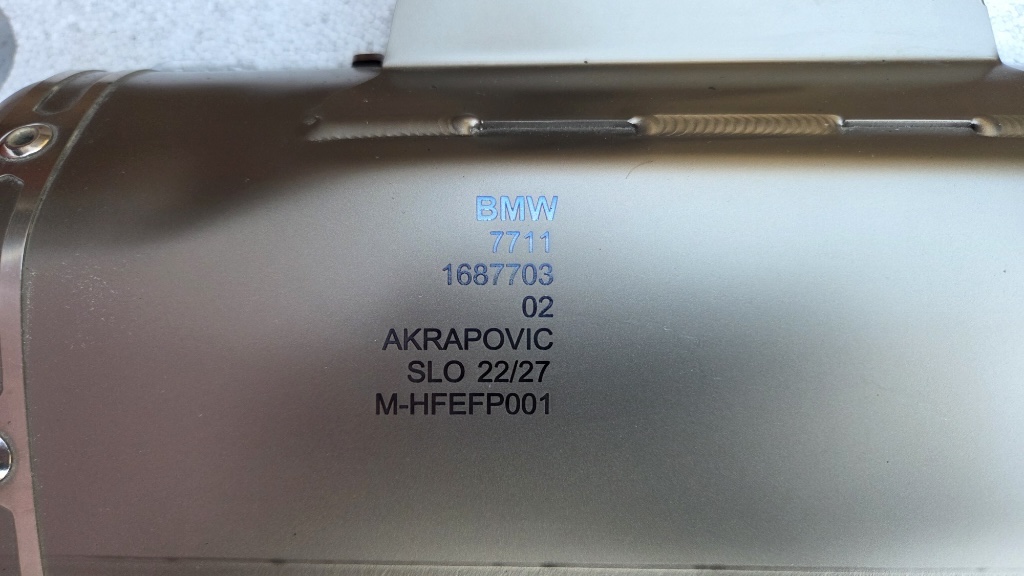 BMW
7711
1687703
02
AKRAPOVIC
SLO 22/27
M-HFEFP001